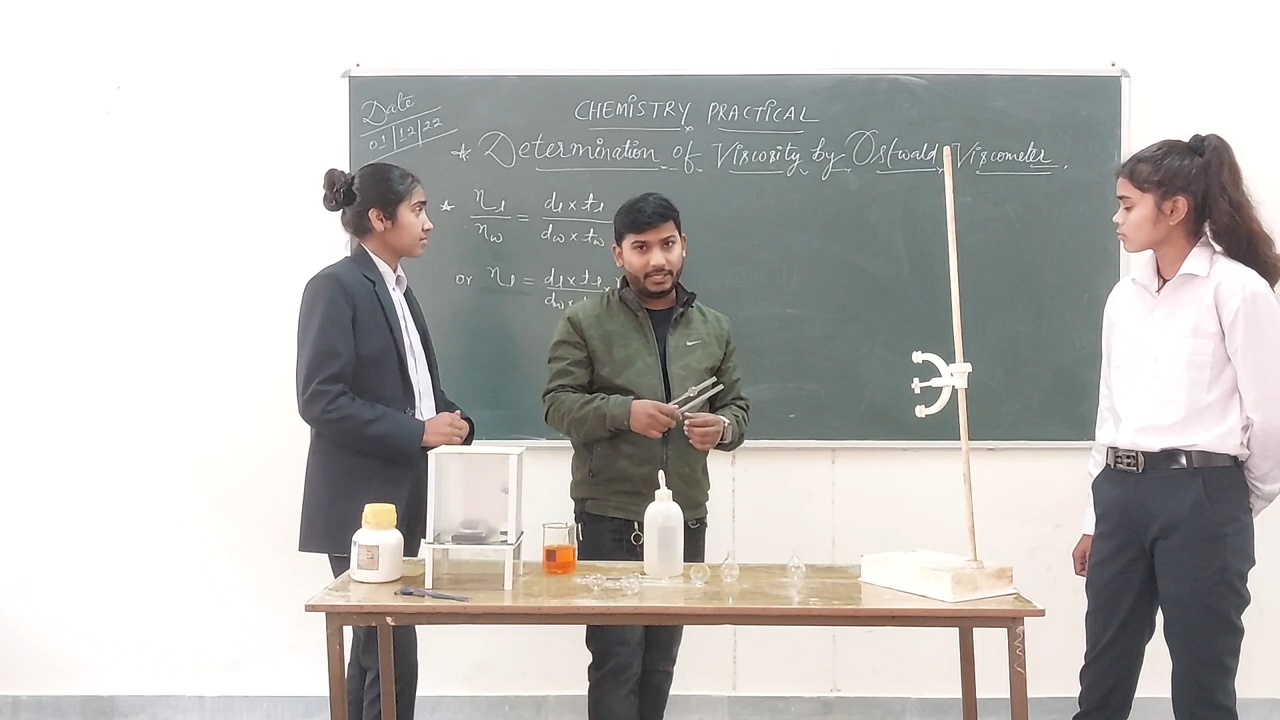 Date
01/12/22
CHEMISTRY PRACTICAL
* Determination of Viscosity by Ostwald Viscometer.
* η₁/ηw = d₁ × t₁ / dw × tw
or η₁ = d₁ × t₁ / dw ×